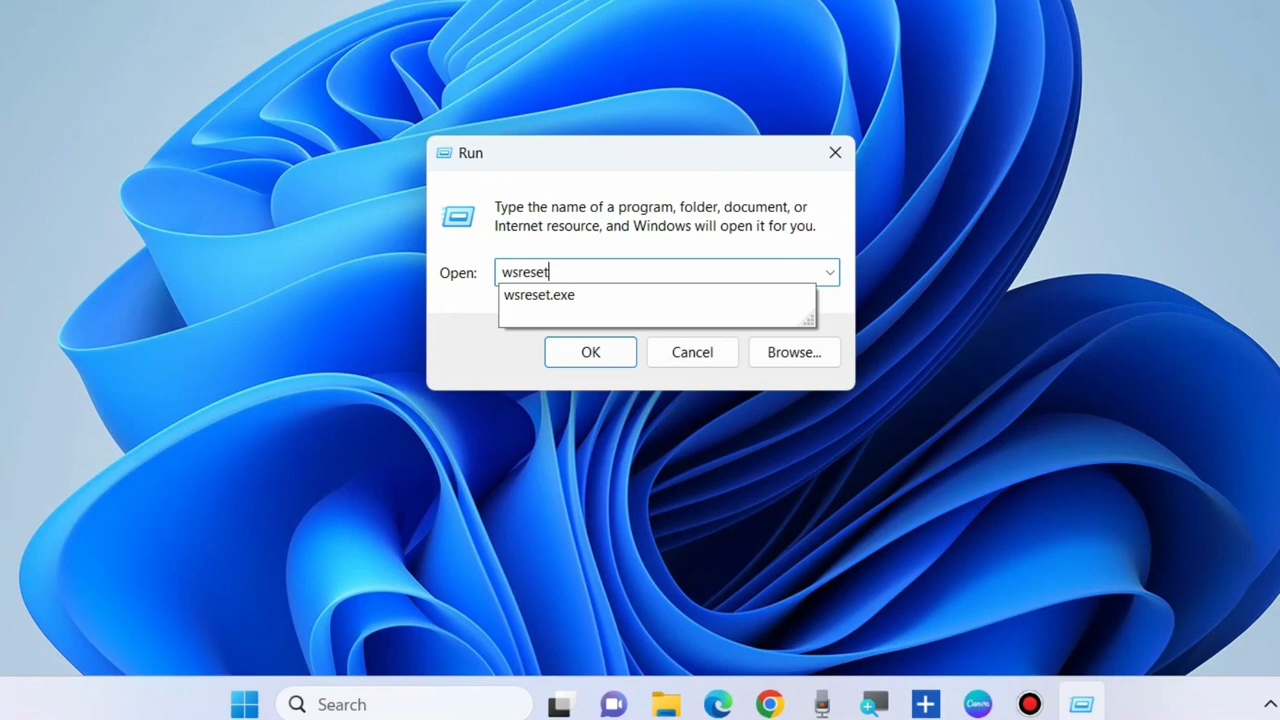 Run
Type the name of a program, folder, document, or
Internet resource, and Windows will open it for you.
Open:
wsreset
wsreset.exe
OK
Cancel
Browse...
Search
Canva